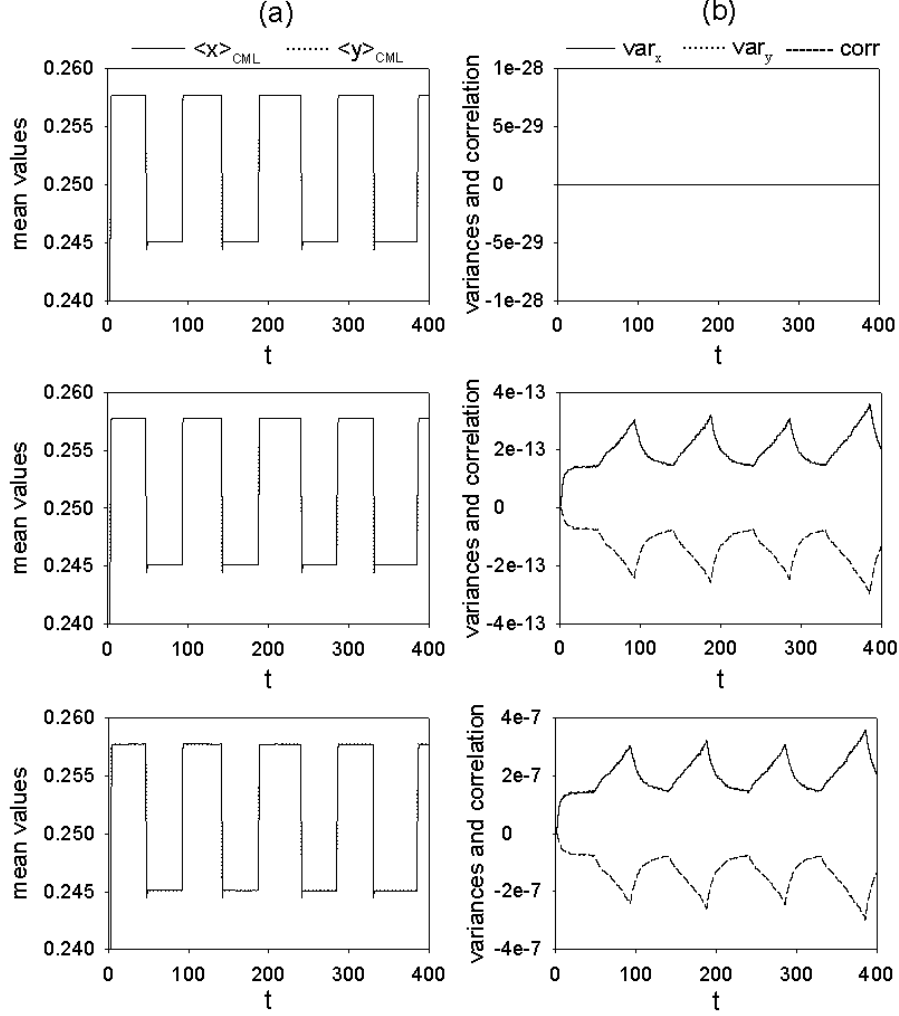 (a)
<x>CML <y>CML
0.260
0.255
0.250
0.245
0.240
mean values
0 100 200 300 400
t
(b)
varx vary corr
1e-28
5e-29
0
-5e-29
-1e-28
variances and correlation
0 100 200 300 400
t
0.260
0.255
0.250
0.245
0.240
mean values
0 100 200 300 400
t
4e-13
2e-13
0
-2e-13
-4e-13
variances and correlation
0 100 200 300 400
t
0.260
0.255
0.250
0.245
0.240
mean values
0 100 200 300 400
t
4e-7
2e-7
0
-2e-7
-4e-7
variances and correlation
0 100 200 300 400
t